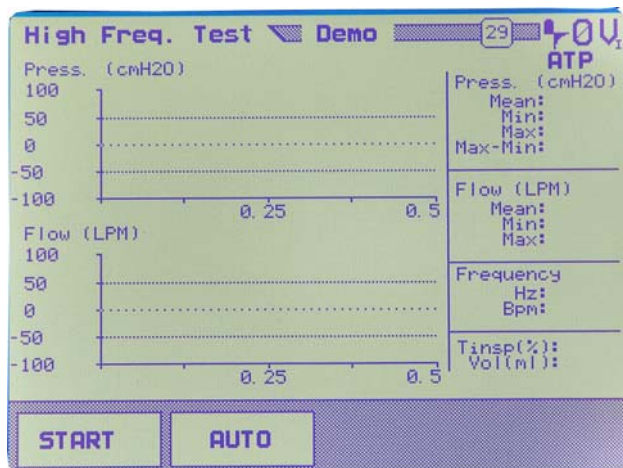 High Freq. Test Demo 29 0V
ATP
Press. (cmH2O)
100
50
0
-50
-100
0.25 0.5
Flow (LPM)
100
50
0
-50
-100
0.25 0.5
Press. (cmH2O)
Mean:
Min:
Max:
Max-Min:
Flow (LPM)
Mean:
Min:
Max:
Frequency
Hz:
Bpm:
Tinsp(%):
Vol(ml):
START AUTO